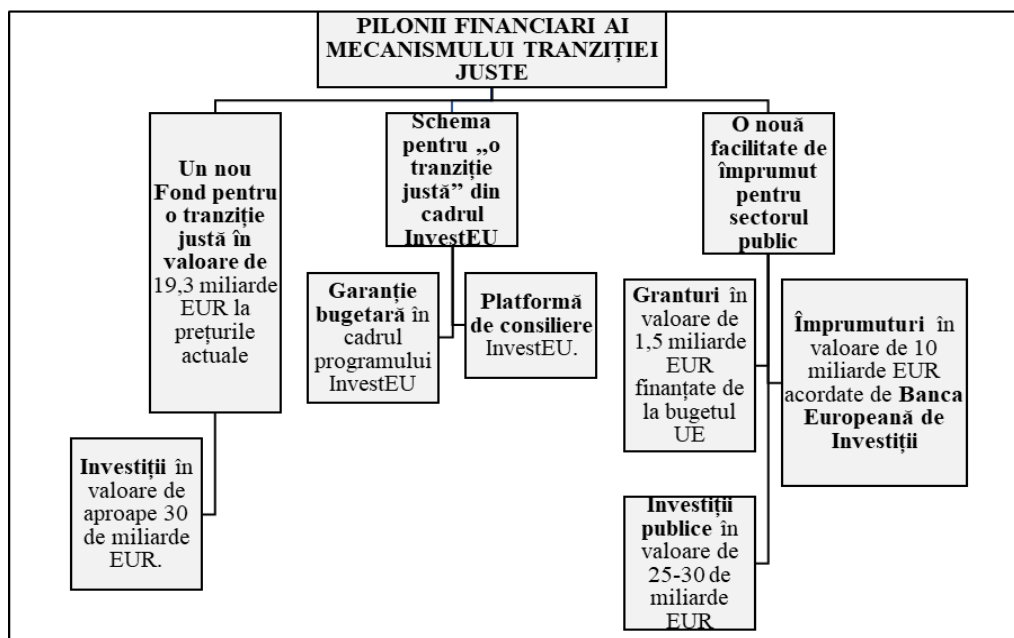 PILONII FINANCIARI AI
MECANISMULUI TRANZIȚIEI
JUSTE
Un nou
Fond pentru
o tranziție
justă în
valoare de
19,3 miliarde
EUR la
prețurile
actuale
Investiții în
valoare de
aproape 30
de miliarde
EUR.
Schema
pentru „o
tranziție
justă” din
cadrul
InvestEU
Garanție
bugetară în
cadrul
programului
InvestEU
Platformă
de consiliere
InvestEU.
O nouă
facilitate de
împrumut
pentru
sectorul
public
Granturi în
valoare de
1,5 miliarde
EUR
finanțate de
la bugetul
UE
Împrumuturi în
valoare de 10
miliarde EUR
acordate de Banca
Europeană de
Investiții
Investiții
publice în
valoare de
25-30 de
miliarde
EUR